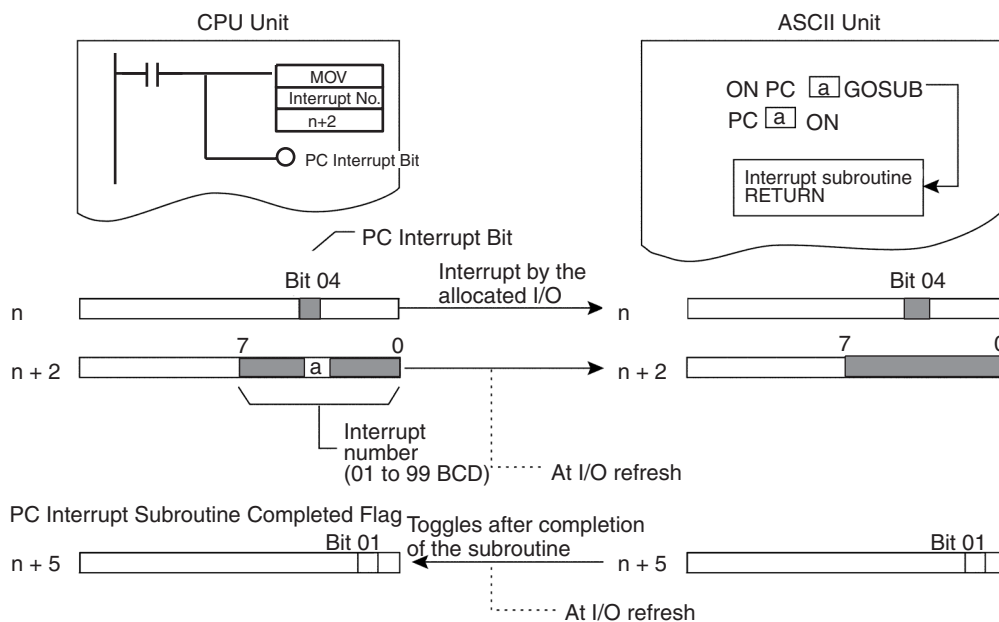 CPU Unit
ASCII Unit
MOV
Interrupt No.
n+2
PC Interrupt Bit
ON PC a GOSUB
PC a ON
Interrupt subroutine
RETURN
PC Interrupt Bit
Bit 04
Interrupt by the
allocated I/O
Bit 04
n
n
7 0
7 0
n + 2
a
n + 2
Interrupt
number
(01 to 99 BCD)
At I/O refresh
PC Interrupt Subroutine Completed Flag
Toggles after completion
of the subroutine
Bit 01
Bit 01
n + 5
n + 5
At I/O refresh